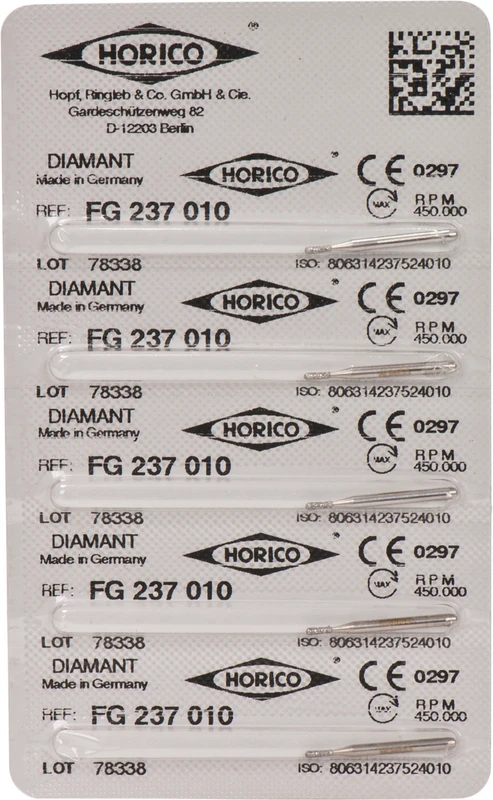 HORICO ®
Hopf, Ringleb & Co. GmbH & Cie.
Gardeschützenweg 82
D-12203 Berlin
DIAMANT HORICO ® CE 0297
Made in Germany MAX RPM
REF: FG 237 010 450.000
LOT 78338 ISO: 806314237524010
DIAMANT HORICO ® CE 0297
Made in Germany MAX RPM
REF: FG 237 010 450.000
LOT 78338 ISO: 806314237524010
DIAMANT HORICO ® CE 0297
Made in Germany MAX RPM
REF: FG 237 010 450.000
LOT 78338 ISO: 806314237524010
DIAMANT HORICO ® CE 0297
Made in Germany MAX RPM
REF: FG 237 010 450.000
LOT 78338 ISO: 806314237524010
DIAMANT HORICO ® CE 0297
Made in Germany MAX RPM
REF: FG 237 010 450.000
LOT 78338 ISO: 806314237524010